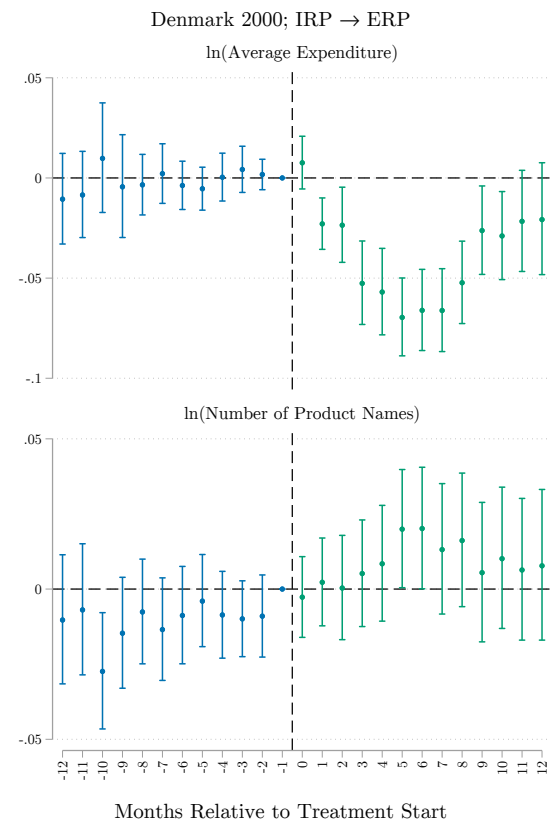 Denmark 2000; IRP → ERP
ln(Average Expenditure)
.05
0
-.05
-.1
ln(Number of Product Names)
.05
0
-.05
-12 -11 -10 -9 -8 -7 -6 -5 -4 -3 -2 -1 0 1 2 3 4 5 6 7 8 9 10 11 12
Months Relative to Treatment Start